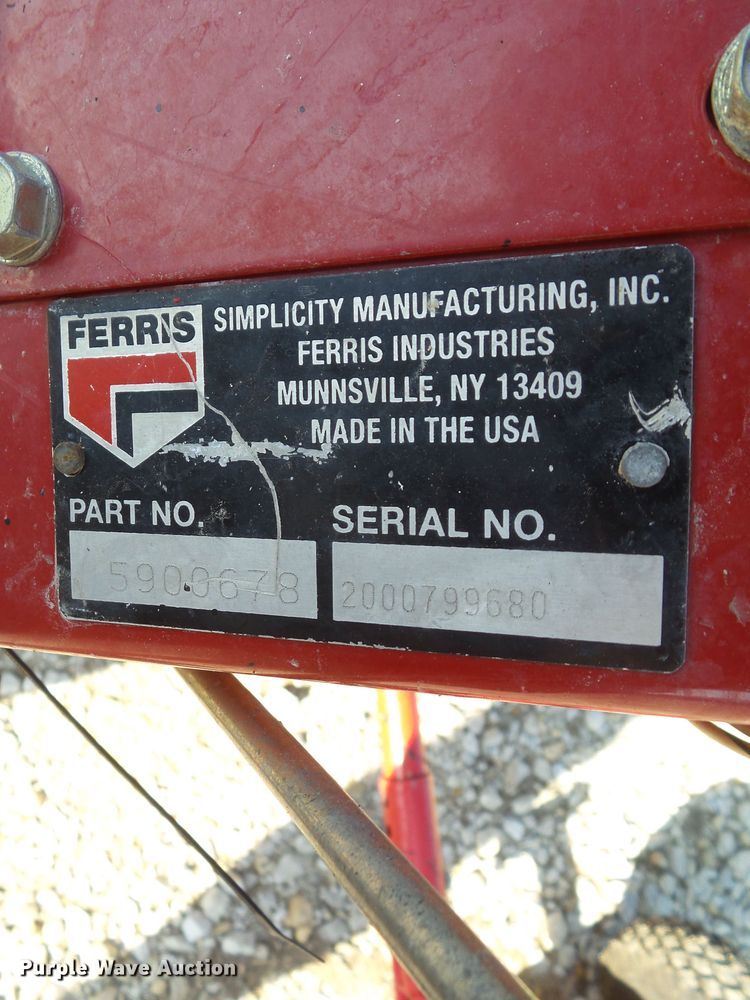 FERRIS
SIMPLICITY MANUFACTURING, INC.
FERRIS INDUSTRIES
MUNNSVILLE, NY 13409
MADE IN THE USA
PART NO.
SERIAL NO.
5900678
2000799680
Purple Wave Auction